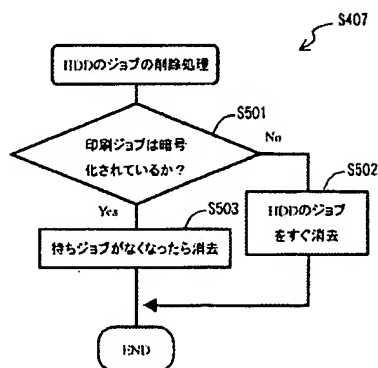 S407
HDDのジョブの削除処理
S501
印刷ジョブは暗号
化されているか？
No
S502
HDDのジョブ
をすぐ消去
Yes
S503
待ちジョブがなくなったら消去
END